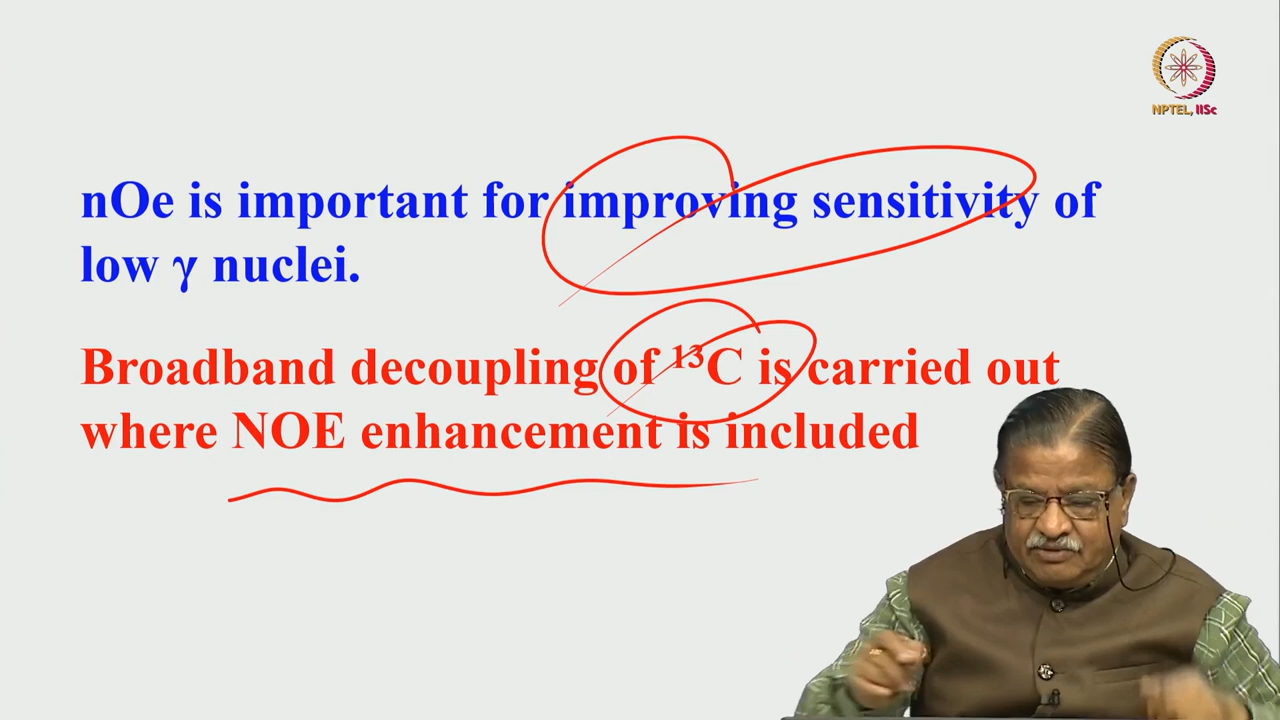 NPTEL, IISc
nOe is important for improving sensitivity of
low γ nuclei.
Broadband decoupling of ¹³C is carried out
where NOE enhancement is included